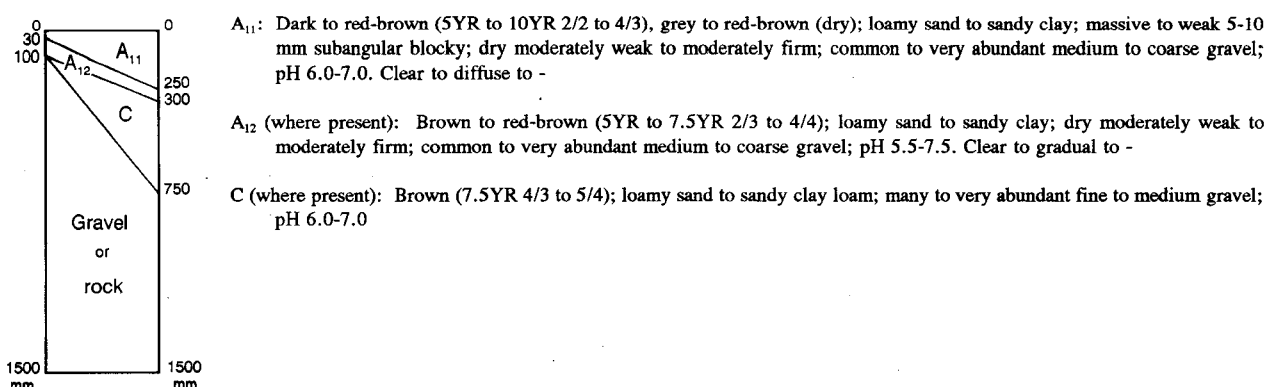 0
30
100
A11
A12
C
0
250
300
750
Gravel
or
rock
1500
mm
1500
mm
A11: Dark to red-brown (5YR to 10YR 2/2 to 4/3), grey to red-brown (dry); loamy sand to sandy clay; massive to weak 5-10
mm subangular blocky; dry moderately weak to moderately firm; common to very abundant medium to coarse gravel;
pH 6.0-7.0. Clear to diffuse to -
A12 (where present): Brown to red-brown (5YR to 7.5YR 2/3 to 4/4); loamy sand to sandy clay; dry moderately weak to
moderately firm; common to very abundant medium to coarse gravel; pH 5.5-7.5. Clear to gradual to -
C (where present): Brown (7.5YR 4/3 to 5/4); loamy sand to sandy clay loam; many to very abundant fine to medium gravel;
pH 6.0-7.0